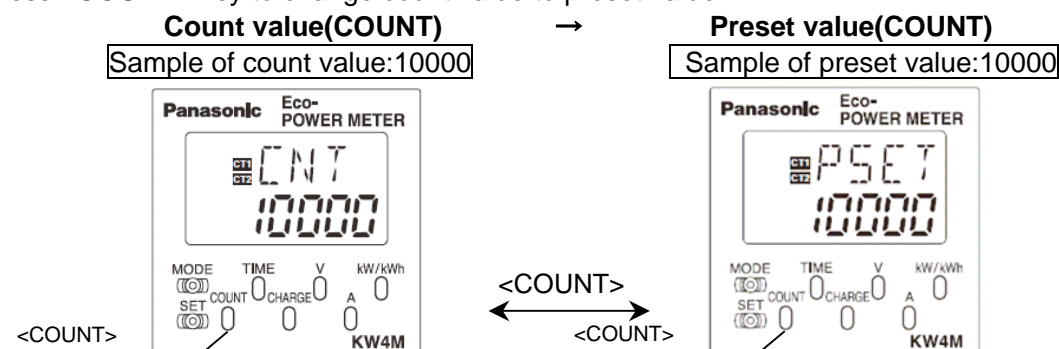 Count value(COUNT) → Preset value(COUNT)
Sample of count value:10000 Sample of preset value:10000
Panasonic Eco-POWER METER
CT1
CT2
CNT
10000
MODE TIME V kW/kWh
SET COUNT CHARGE A
KW4M
<COUNT>
<COUNT>
Panasonic Eco-POWER METER
CT1
CT2
PSET
10000
MODE TIME V kW/kWh
SET COUNT CHARGE A
KW4M
<COUNT>